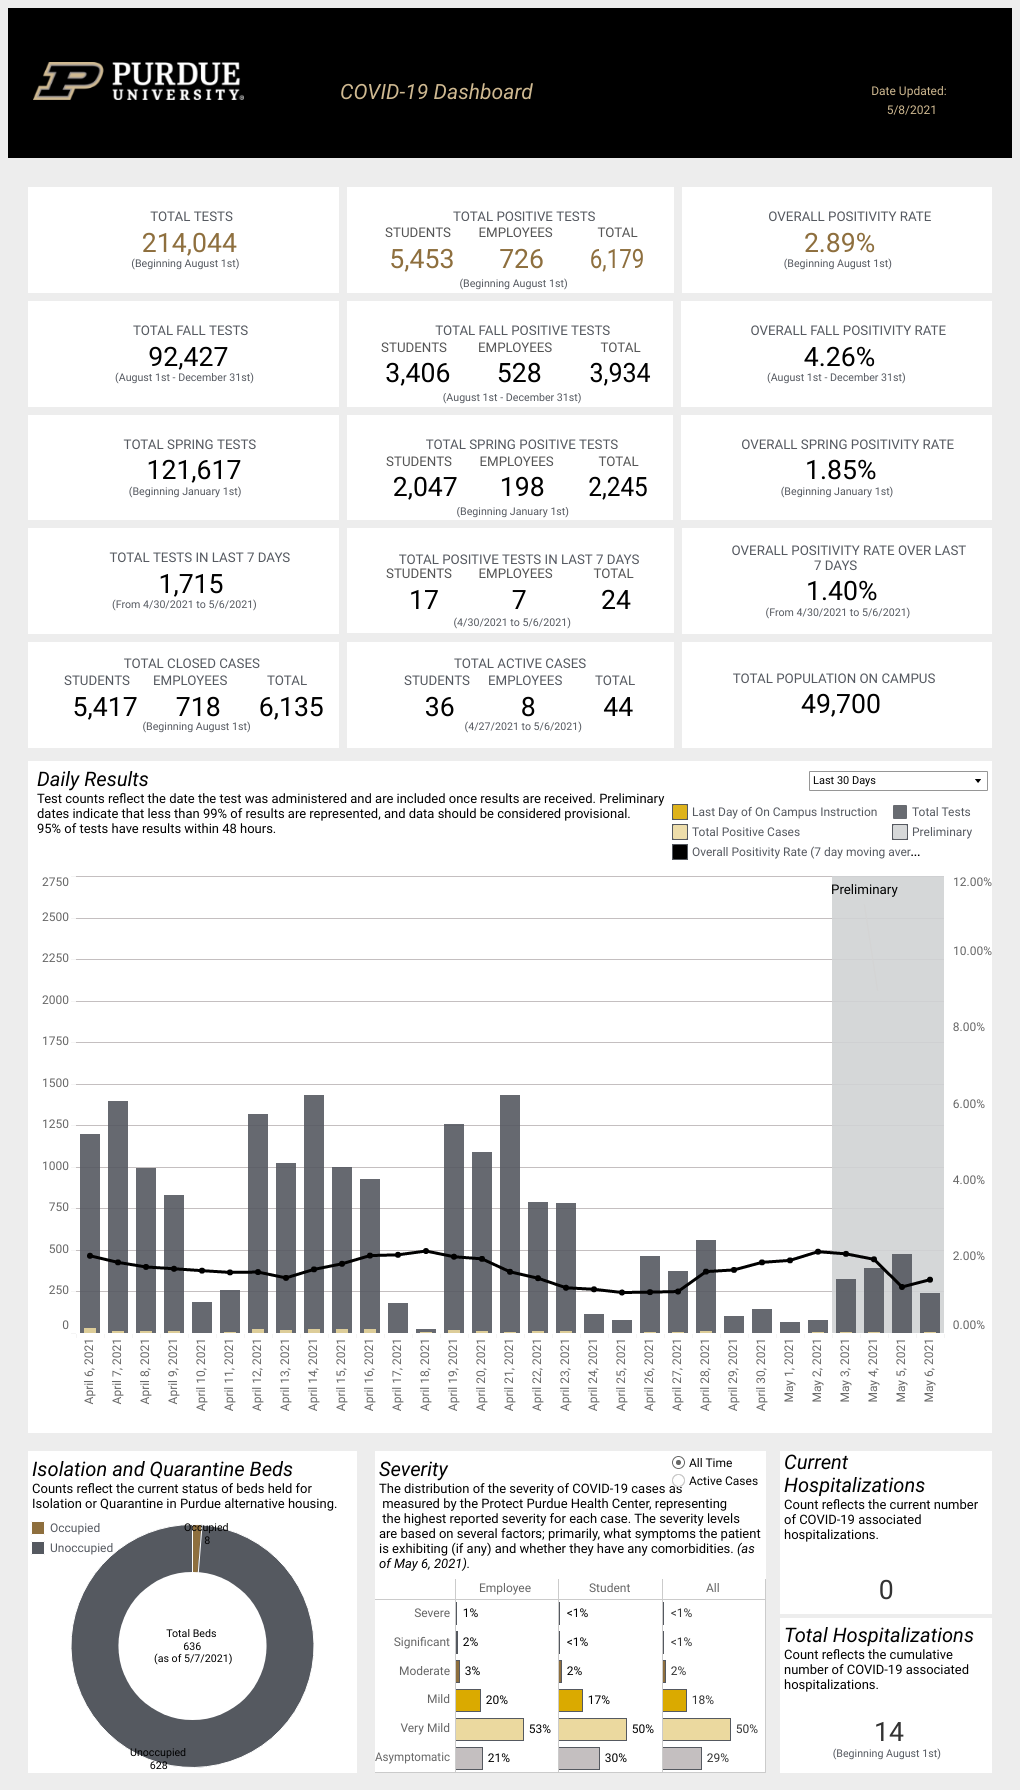 PURDUE
UNIVERSITY®
COVID-19 Dashboard
Date Updated:
5/8/2021
TOTAL TESTS
214,044
(Beginning August 1st)
TOTAL POSITIVE TESTS
STUDENTS EMPLOYEES TOTAL
5,453 726 6,179
(Beginning August 1st)
OVERALL POSITIVITY RATE
2.89%
(Beginning August 1st)
TOTAL FALL TESTS
92,427
(August 1st - December 31st)
TOTAL FALL POSITIVE TESTS
STUDENTS EMPLOYEES TOTAL
3,406 528 3,934
(August 1st - December 31st)
OVERALL FALL POSITIVITY RATE
4.26%
(August 1st - December 31st)
TOTAL SPRING TESTS
121,617
(Beginning January 1st)
TOTAL SPRING POSITIVE TESTS
STUDENTS EMPLOYEES TOTAL
2,047 198 2,245
(Beginning January 1st)
OVERALL SPRING POSITIVITY RATE
1.85%
(Beginning January 1st)
TOTAL TESTS IN LAST 7 DAYS
1,715
(From 4/30/2021 to 5/6/2021)
TOTAL POSITIVE TESTS IN LAST 7 DAYS
STUDENTS EMPLOYEES TOTAL
17 7 24
(4/30/2021 to 5/6/2021)
OVERALL POSITIVITY RATE OVER LAST
7 DAYS
1.40%
(From 4/30/2021 to 5/6/2021)
TOTAL CLOSED CASES
STUDENTS EMPLOYEES TOTAL
5,417 718 6,135
(Beginning August 1st)
TOTAL ACTIVE CASES
STUDENTS EMPLOYEES TOTAL
36 8 44
(4/27/2021 to 5/6/2021)
TOTAL POPULATION ON CAMPUS
49,700
Daily Results
Test counts reflect the date the test was administered and are included once results are received. Preliminary
dates indicate that less than 99% of results are represented, and data should be considered provisional.
95% of tests have results within 48 hours.
Last 30 Days
Last Day of On Campus Instruction Total Tests
Total Positive Cases Preliminary
Overall Positivity Rate (7 day moving aver...
2750
2500
2250
2000
1750
1500
1250
1000
750
500
250
0
Preliminary
12.00%
10.00%
8.00%
6.00%
4.00%
2.00%
0.00%
April 6, 2021
April 7, 2021
April 8, 2021
April 9, 2021
April 10, 2021
April 11, 2021
April 12, 2021
April 13, 2021
April 14, 2021
April 15, 2021
April 16, 2021
April 17, 2021
April 18, 2021
April 19, 2021
April 20, 2021
April 21, 2021
April 22, 2021
April 23, 2021
April 24, 2021
April 25, 2021
April 26, 2021
April 27, 2021
April 28, 2021
April 29, 2021
April 30, 2021
May 1, 2021
May 2, 2021
May 3, 2021
May 4, 2021
May 5, 2021
May 6, 2021
Isolation and Quarantine Beds
Counts reflect the current status of beds held for
Isolation or Quarantine in Purdue alternative housing.
Occupied
Unoccupied
Occupied
8
Total Beds
636
(as of 5/7/2021)
Unoccupied
628
Severity
All Time
Active Cases
The distribution of the severity of COVID-19 cases as
measured by the Protect Purdue Health Center, representing
the highest reported severity for each case. The severity levels
are based on several factors; primarily, what symptoms the patient
is exhibiting (if any) and whether they have any comorbidities. (as
of May 6, 2021).
Employee Student All
Severe 1% <1% <1%
Significant 2% <1% <1%
Moderate 3% 2% 2%
Mild 20% 17% 18%
Very Mild 53% 50% 50%
Asymptomatic 21% 30% 29%
Current
Hospitalizations
Count reflects the current number
of COVID-19 associated
hospitalizations.
0
Total Hospitalizations
Count reflects the cumulative
number of COVID-19 associated
hospitalizations.
14
(Beginning August 1st)